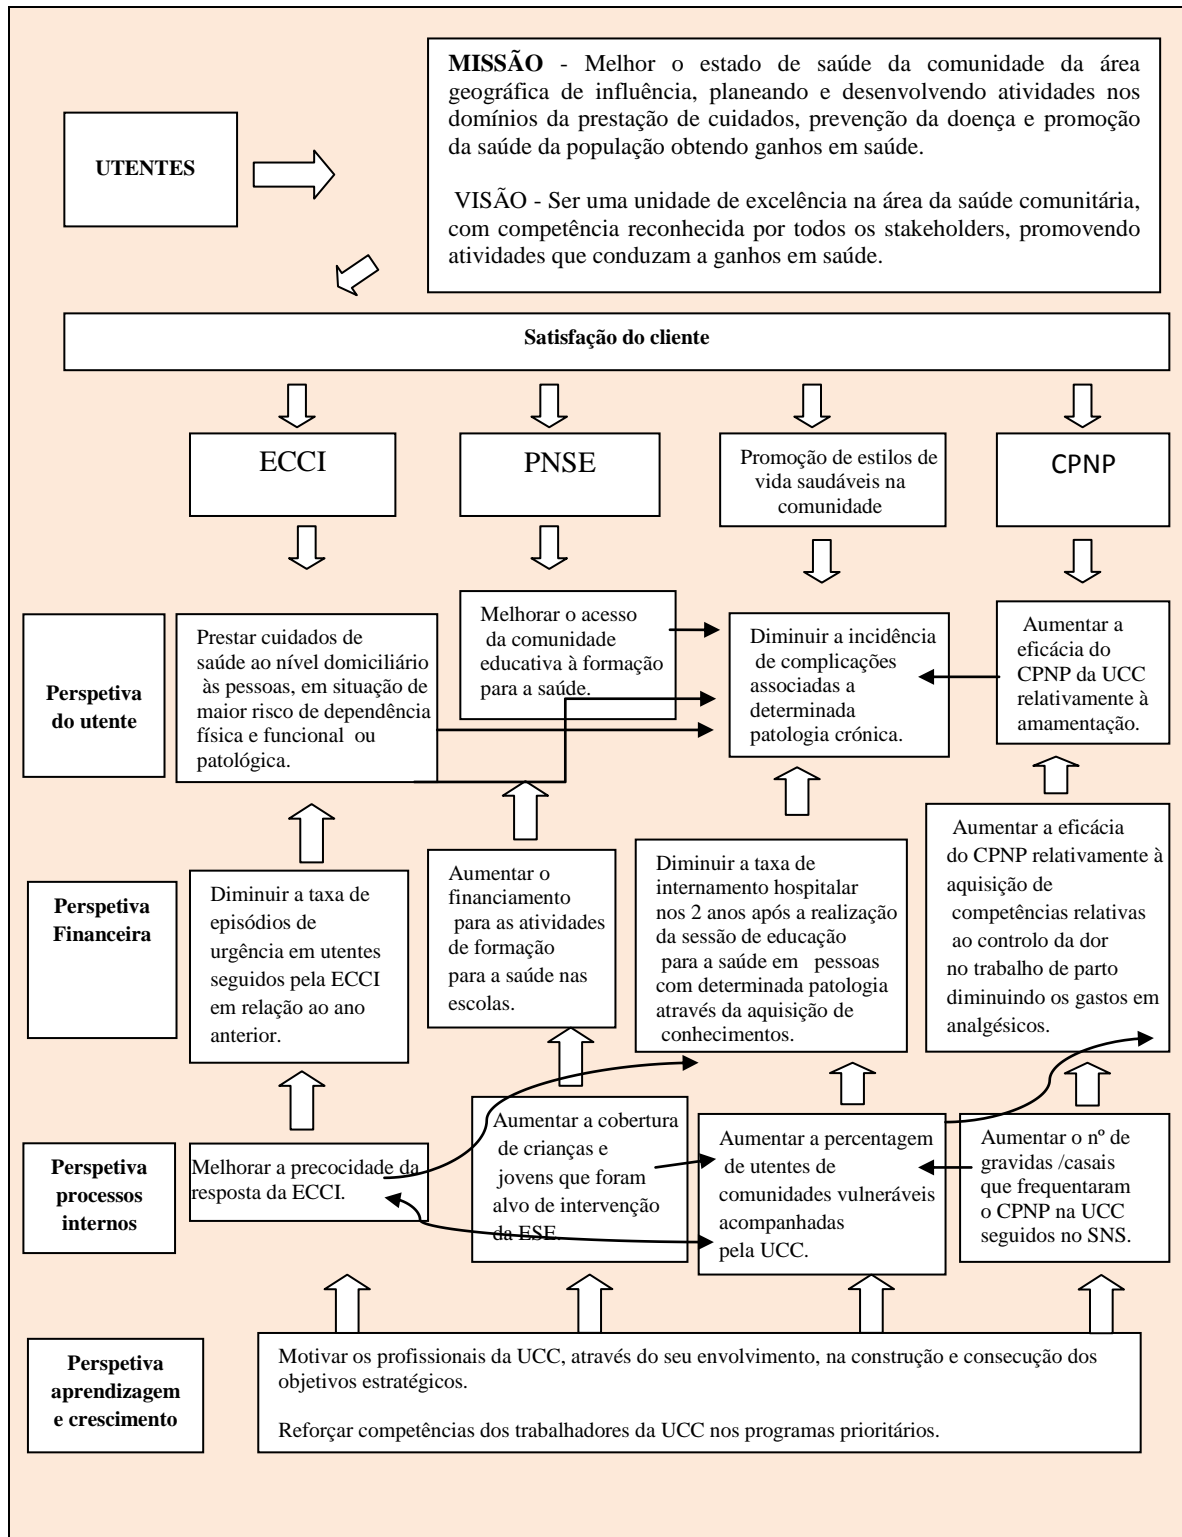 MISSÃO - Melhor o estado de saúde da comunidade da área
geográfica de influência, planeando e desenvolvendo atividades nos
domínios da prestação de cuidados, prevenção da doença e promoção
da saúde da população obtendo ganhos em saúde.
UTENTES
VISÃO - Ser uma unidade de excelência na área da saúde comunitária,
com competência reconhecida por todos os stakeholders, promovendo
atividades que conduzam a ganhos em saúde.
Satisfação do cliente
ECCI
PNSE
Promoção de estilos de
vida saudáveis na
comunidade
CPNP
Perspetiva
do utente
Prestar cuidados de
saúde ao nível domiciliário
às pessoas, em situação de
maior risco de dependência
física e funcional ou
patológica.
Melhorar o acesso
da comunidade
educativa à formação
para a saúde.
Diminuir a incidência
de complicações
associadas a
determinada
patologia crónica.
Aumentar a
eficácia do
CPNP da UCC
relativamente à
amamentação.
Perspetiva
Financeira
Diminuir a taxa de
episódios de
urgência em utentes
seguidos pela ECCI
em relação ao ano
anterior.
Aumentar o
financiamento
para as atividades
de formação
para a saúde nas
escolas.
Diminuir a taxa de
internamento hospitalar
nos 2 anos após a realização
da sessão de educação
para a saúde em pessoas
com determinada patologia
através da aquisição de
conhecimentos.
Aumentar a eficácia
do CPNP relativamente à
aquisição de
competências relativas
ao controlo da dor
no trabalho de parto
diminuindo os gastos em
analgésicos.
Perspetiva
processos
internos
Melhorar a precocidade da
resposta da ECCI.
Aumentar a cobertura
de crianças e
jovens que foram
alvo de intervenção
da ESE.
Aumentar a percentagem
de utentes de
comunidades vulneráveis
acompanhadas
pela UCC.
Aumentar o nº de
gravidas /casais
que frequentaram
o CPNP na UCC
seguidos no SNS.
Perspetiva
aprendizagem
e crescimento
Motivar os profissionais da UCC, através do seu envolvimento, na construção e consecução dos
objetivos estratégicos.
Reforçar competências dos trabalhadores da UCC nos programas prioritários.